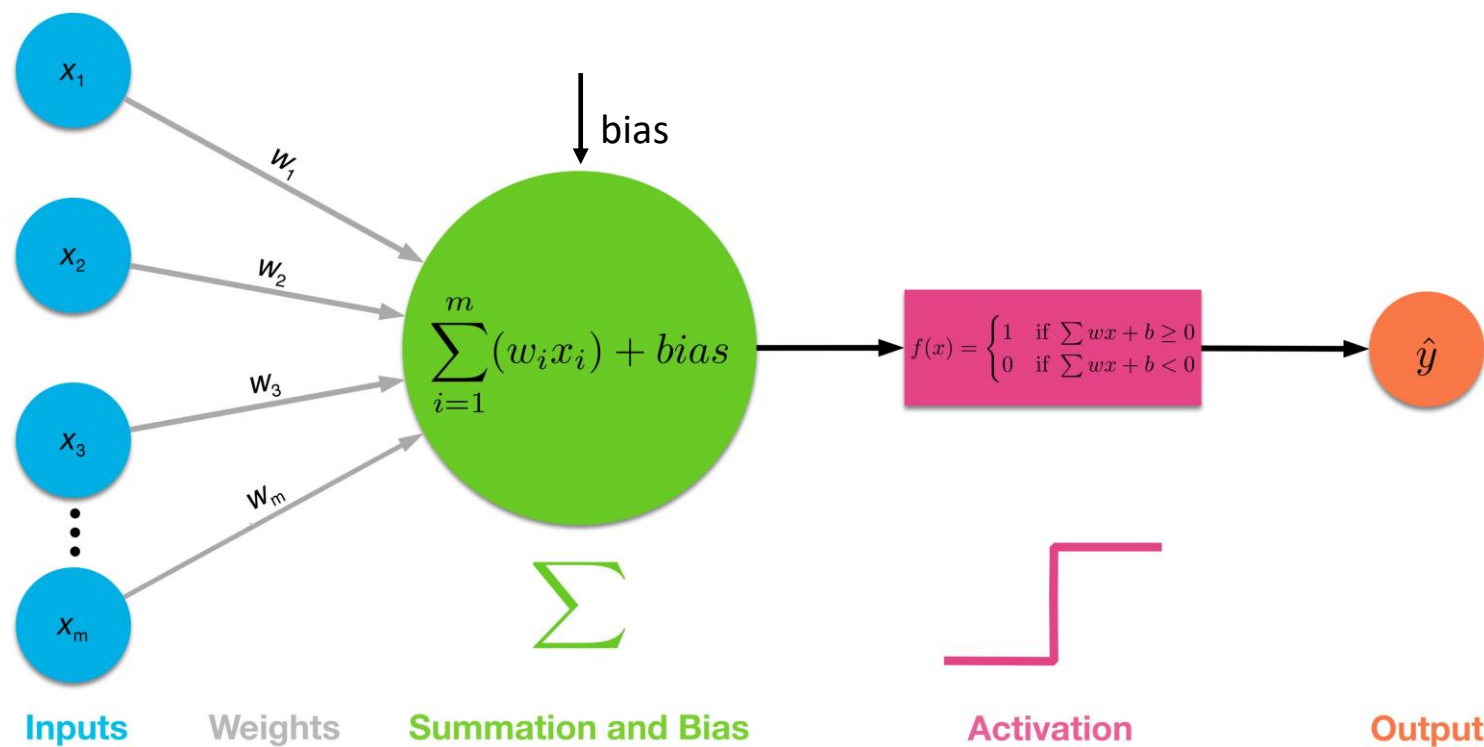 x₁
x₂
x₃
xₘ
w₁
w₂
w₃
wₘ
bias
m
∑(wᵢxᵢ) + bias
i=1
f(x) = {1 if ∑ wx + b ≥ 0
0 if ∑ wx + b < 0
ŷ
∑
Inputs Weights Summation and Bias Activation Output